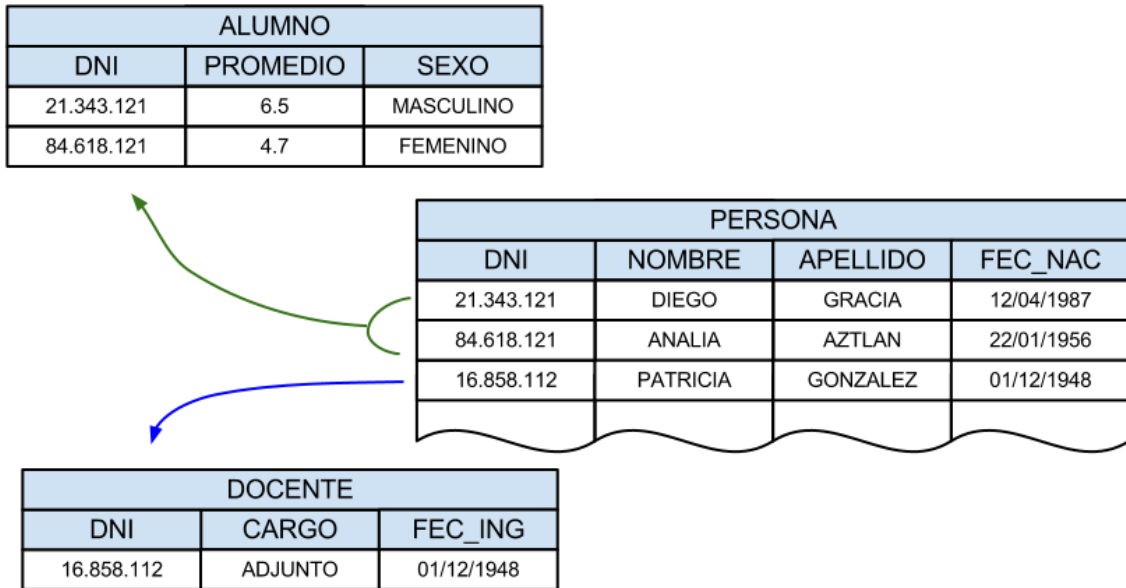 ALUMNO
DNI PROMEDIO SEXO
21.343.121 6.5 MASCULINO
84.618.121 4.7 FEMENINO
PERSONA
DNI NOMBRE APELLIDO FEC_NAC
21.343.121 DIEGO GRACIA 12/04/1987
84.618.121 ANALIA AZTLAN 22/01/1956
16.858.112 PATRICIA GONZALEZ 01/12/1948
DOCENTE
DNI CARGO FEC_ING
16.858.112 ADJUNTO 01/12/1948